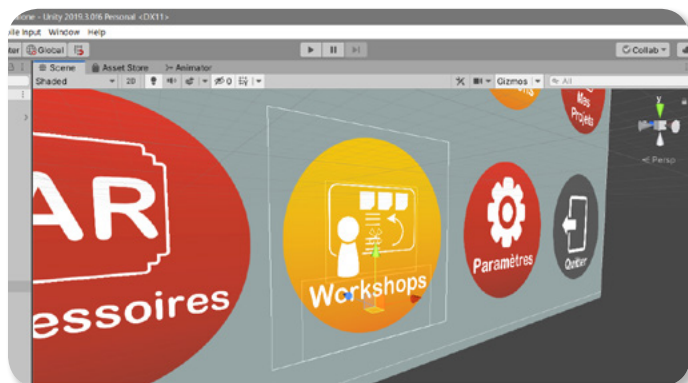 - Unity 2019.3.0f6 Personal <DX11>
Input Window Help
Global
Collab
Scene Asset Store Animator
Shaded 2D 0 Gizmos All
Mes
Projets
y
Persp
AR
essoires
Workshops
Paramètres
Quitter